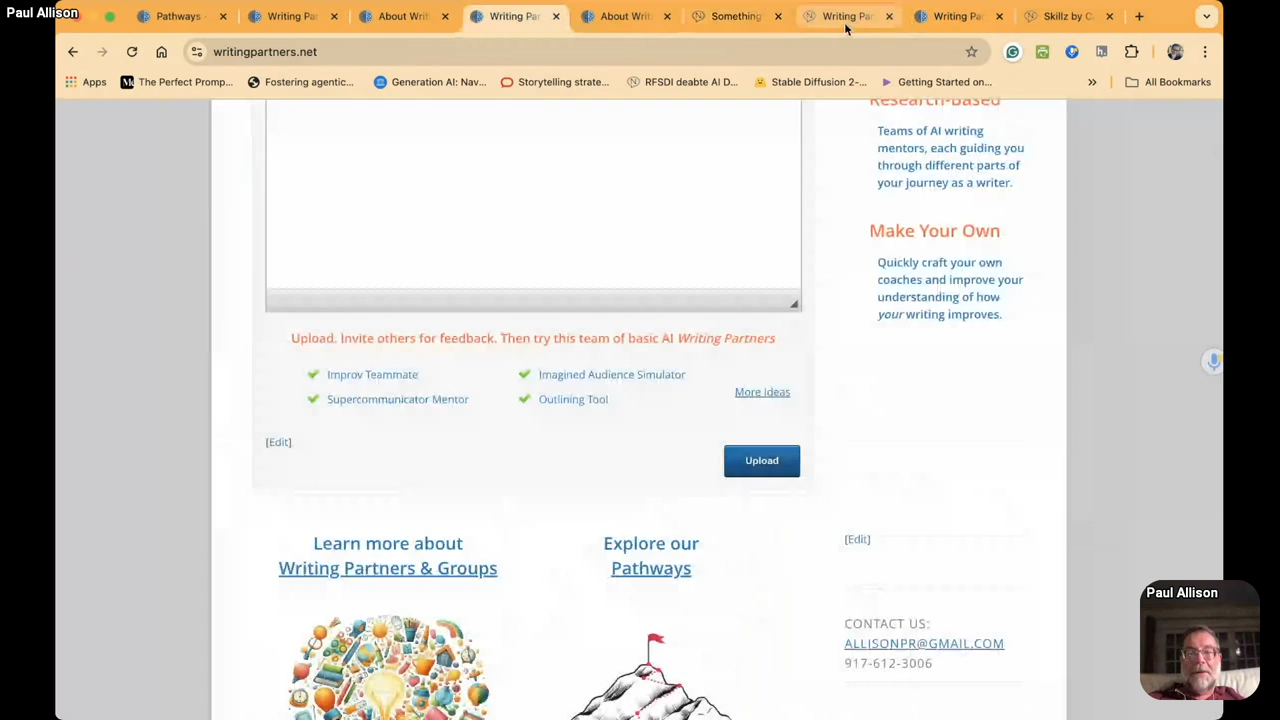 Paul Allison
Pathways -
Writing Par
About Writ
Writing Par
About Writ
Something
Writing Par
Writing Par
Skillz by C
writingpartners.net
Apps
The Perfect Promp...
Fostering agentic...
Generation AI: Nav...
Storytelling strate...
RFSDI deabte AI D...
Stable Diffusion 2-...
Getting Started on...
»
All Bookmarks
Research-Based
Teams of AI writing
mentors, each guiding you
through different parts of
your journey as a writer.
Make Your Own
Quickly craft your own
coaches and improve your
understanding of how
your writing improves.
Upload. Invite others for feedback. Then try this team of basic AI Writing Partners
Improv Teammate
Imagined Audience Simulator
Supercommunicator Mentor
Outlining Tool
More Ideas
[Edit]
Upload
Learn more about
Writing Partners & Groups
Explore our
Pathways
[Edit]
CONTACT US:
ALLISONPR@GMAIL.COM
917-612-3006
Paul Allison